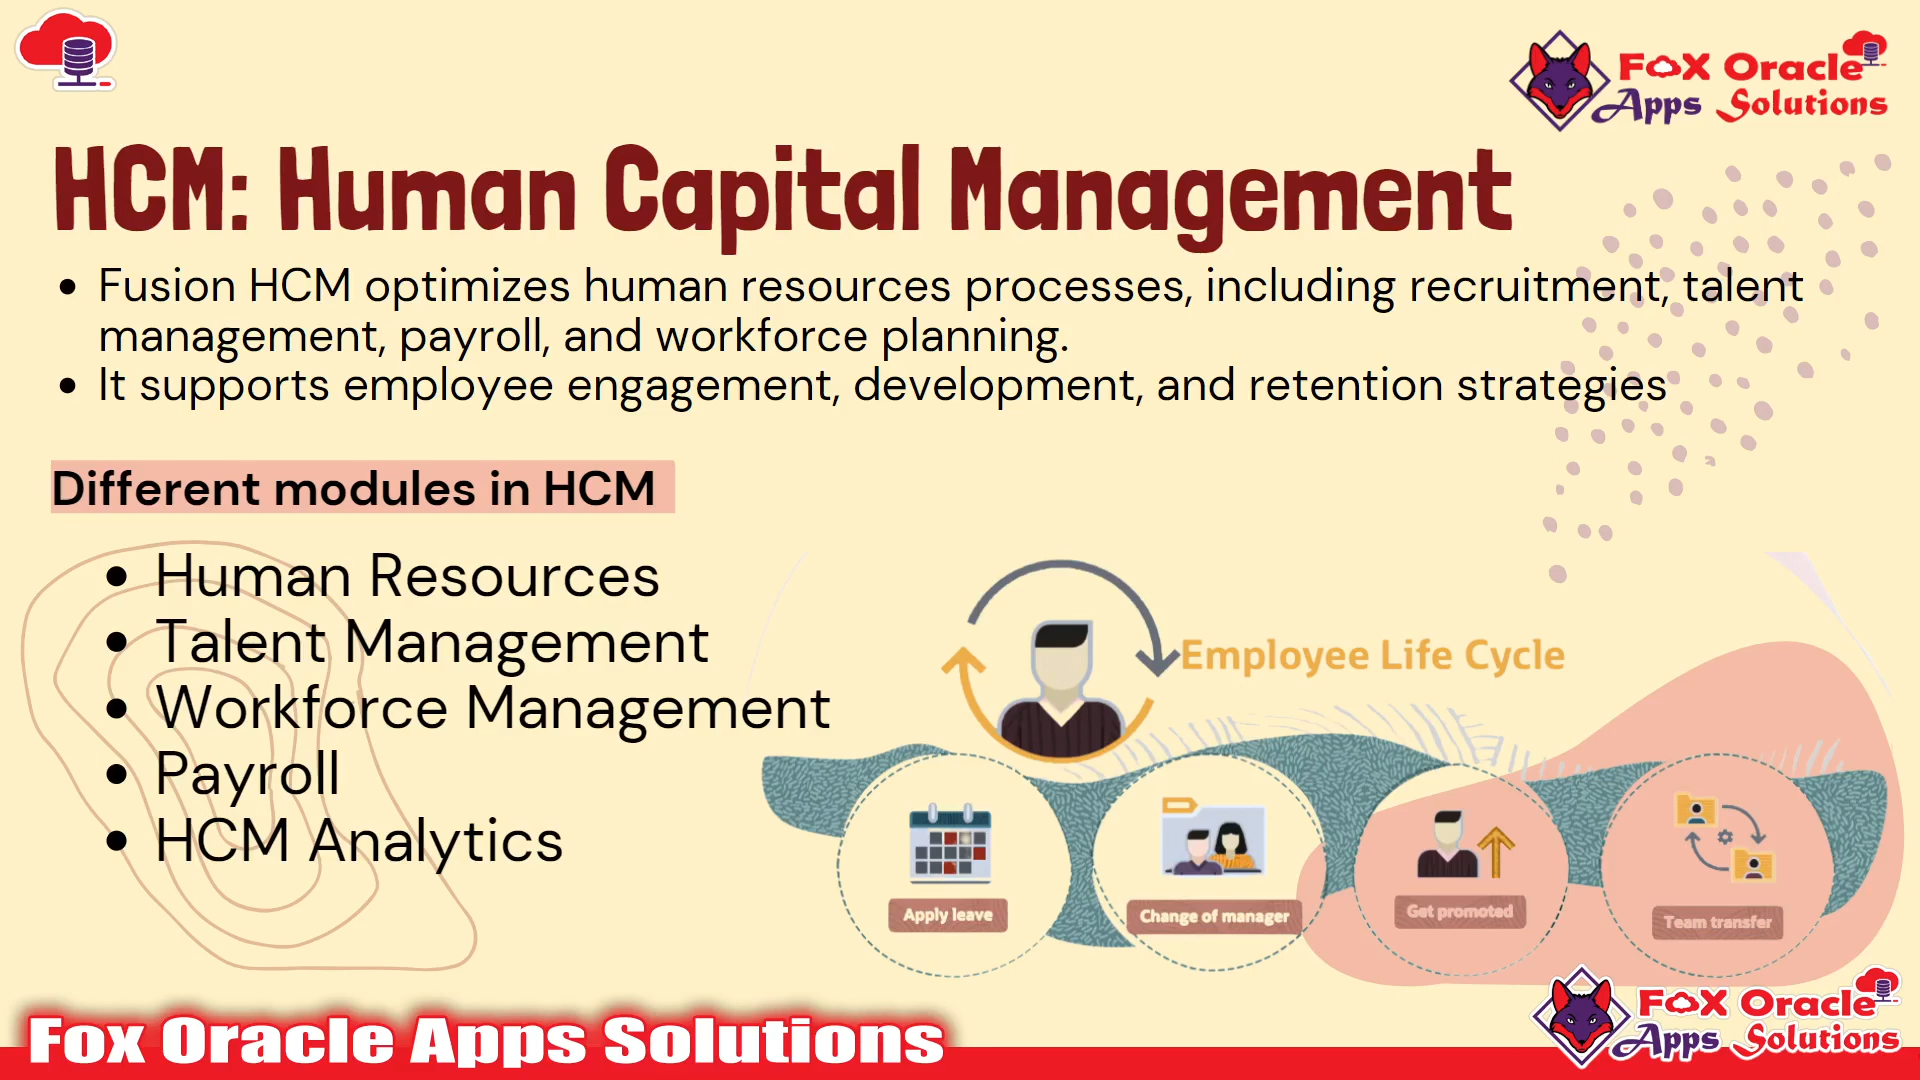 FoX Oracle
Apps Solutions
HCM: Human Capital Management
• Fusion HCM optimizes human resources processes, including recruitment, talent
management, payroll, and workforce planning.
• It supports employee engagement, development, and retention strategies
Different modules in HCM
• Human Resources
• Talent Management
• Workforce Management
• Payroll
• HCM Analytics
Employee Life Cycle
Apply leave
Change of manager
Get promoted
Team transfer
Fox Oracle Apps Solutions
FoX Oracle
Apps Solutions